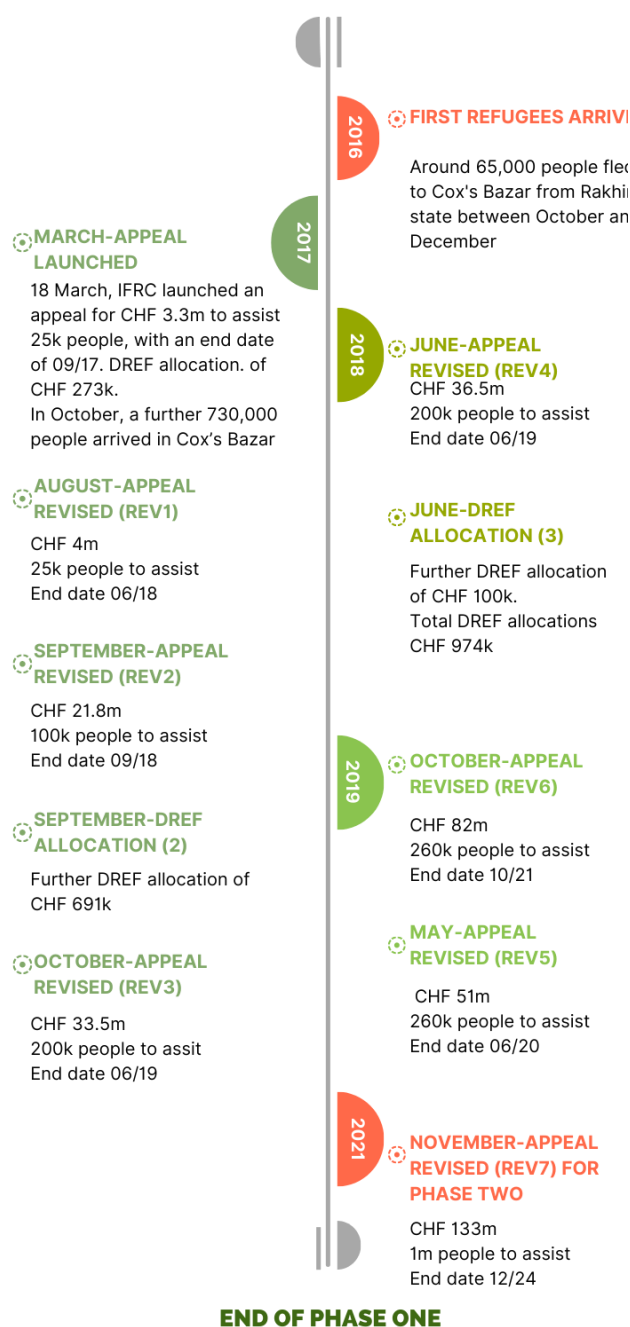 2016
FIRST REFUGEES ARRIV
Around 65,000 people fle
to Cox's Bazar from Rakhi
state between October an
December
2017
MARCH-APPEAL
LAUNCHED
18 March, IFRC launched an
appeal for CHF 3.3m to assist
25k people, with an end date
of 09/17. DREF allocation. of
CHF 273k.
In October, a further 730,000
people arrived in Cox’s Bazar
AUGUST-APPEAL
REVISED (REV1)
CHF 4m
25k people to assist
End date 06/18
SEPTEMBER-APPEAL
REVISED (REV2)
CHF 21.8m
100k people to assist
End date 09/18
SEPTEMBER-DREF
ALLOCATION (2)
Further DREF allocation of
CHF 691k
OCTOBER-APPEAL
REVISED (REV3)
CHF 33.5m
200k people to assit
End date 06/19
2018
JUNE-APPEAL
REVISED (REV4)
CHF 36.5m
200k people to assist
End date 06/19
JUNE-DREF
ALLOCATION (3)
Further DREF allocation
of CHF 100k.
Total DREF allocations
CHF 974k
2019
OCTOBER-APPEAL
REVISED (REV6)
CHF 82m
260k people to assist
End date 10/21
MAY-APPEAL
REVISED (REV5)
CHF 51m
260k people to assist
End date 06/20
2021
NOVEMBER-APPEAL
REVISED (REV7) FOR
PHASE TWO
CHF 133m
1m people to assist
End date 12/24
END OF PHASE ONE